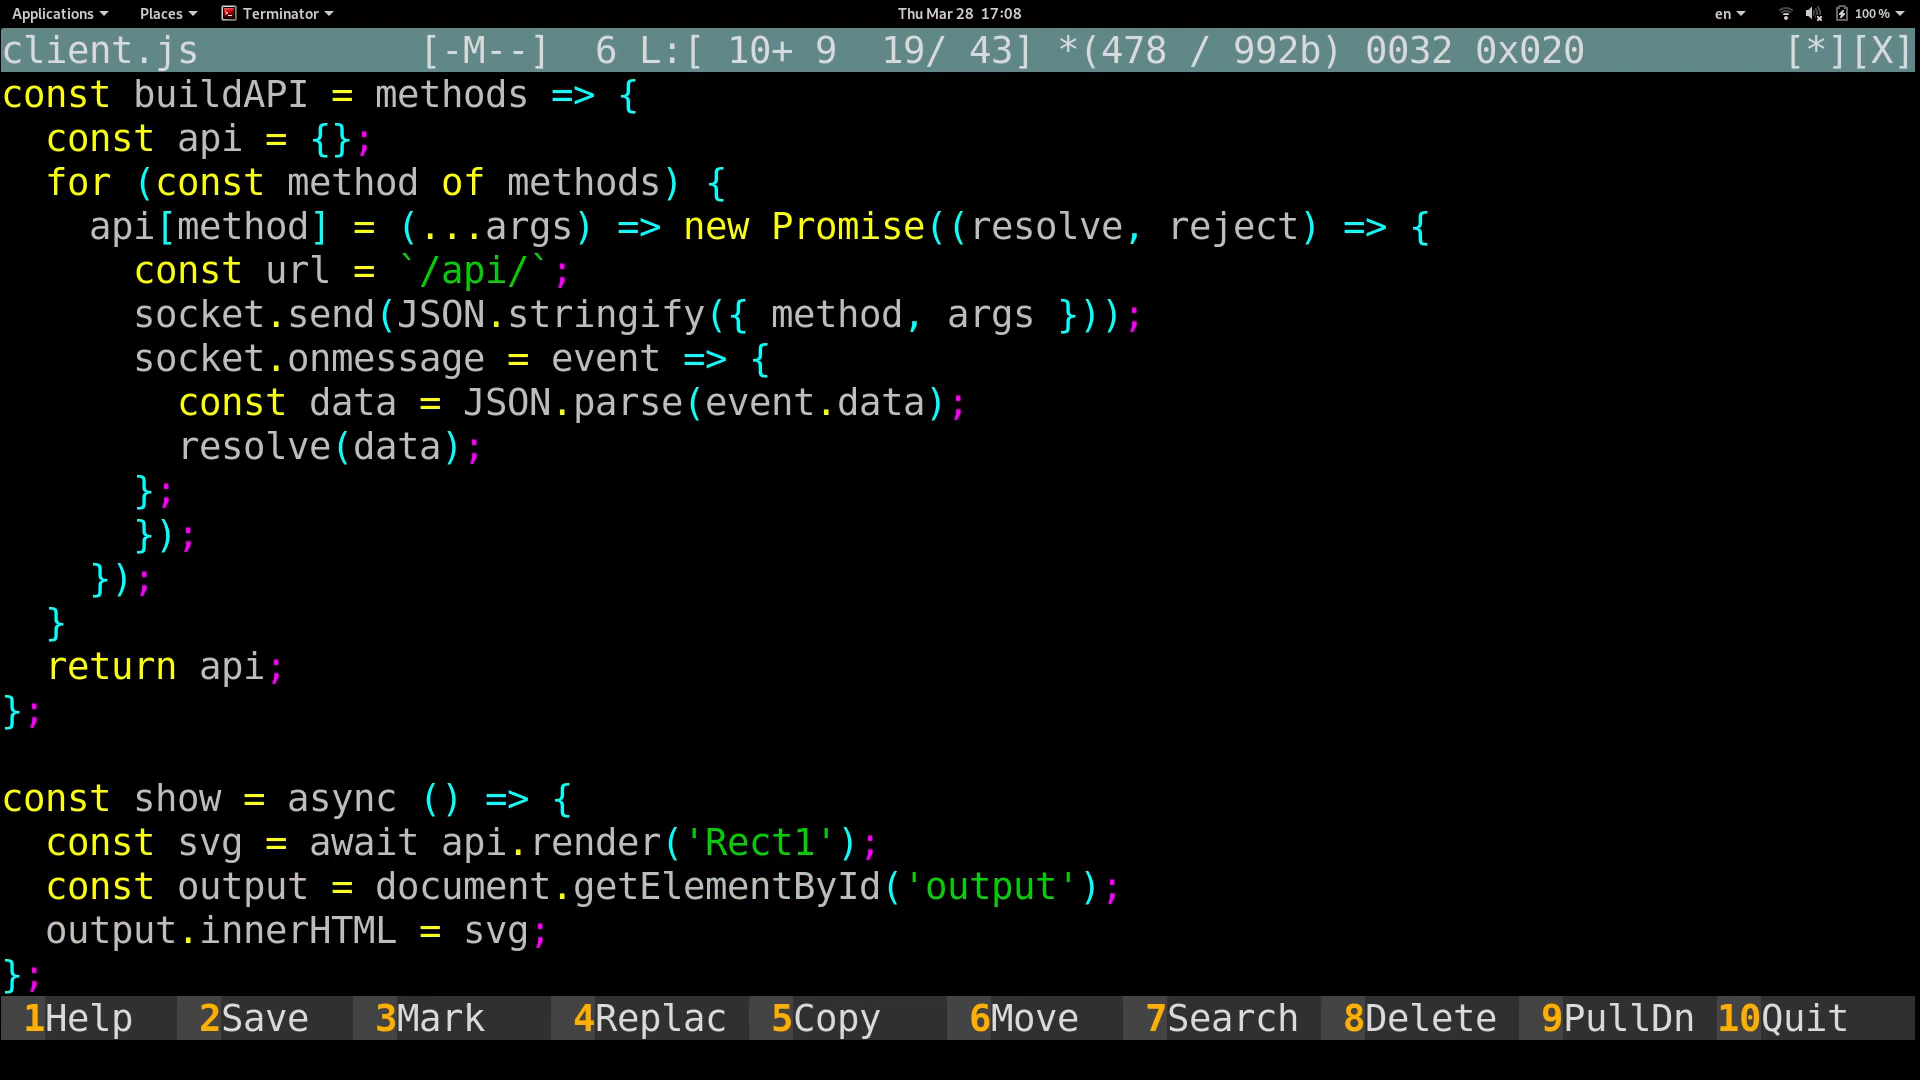 Applications Places Terminator Thu Mar 28 17:08 en 100 %
client.js [-M--] 6 L:[ 10+ 9 19/ 43] *(478 / 992b) 0032 0x020 [*][X]
const buildAPI = methods => {
  const api = {};
  for (const method of methods) {
    api[method] = (...args) => new Promise((resolve, reject) => {
      const url = `/api/`;
      socket.send(JSON.stringify({ method, args }));
      socket.onmessage = event => {
        const data = JSON.parse(event.data);
        resolve(data);
      };
      });
    });
  }
  return api;
};

const show = async () => {
  const svg = await api.render('Rect1');
  const output = document.getElementById('output');
  output.innerHTML = svg;
};
1Help 2Save 3Mark 4Replac 5Copy 6Move 7Search 8Delete 9PullDn 10Quit